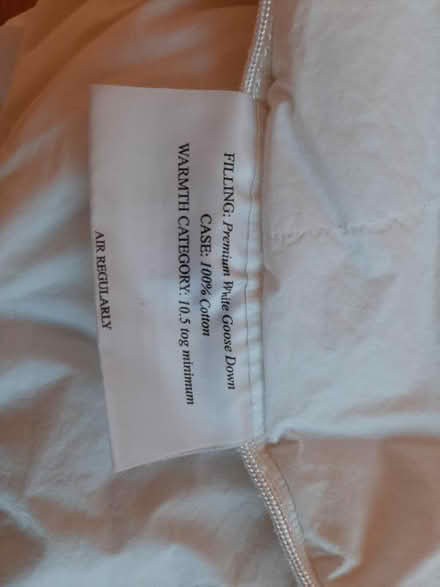 FILLING: Premium White Goose Down
CASE: 100% Cotton
WARMTH CATEGORY: 10.5 tog minimum
AIR REGULARLY